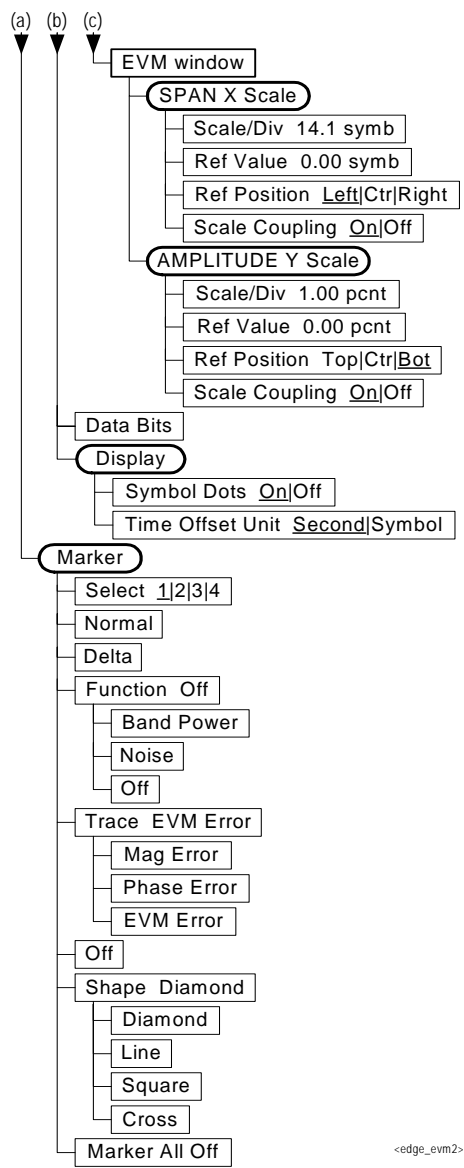 (a) (b) (c)
EVM window
SPAN X Scale
Scale/Div 14.1 symb
Ref Value 0.00 symb
Ref Position Left|Ctr|Right
Scale Coupling On|Off
AMPLITUDE Y Scale
Scale/Div 1.00 pcnt
Ref Value 0.00 pcnt
Ref Position Top|Ctr|Bot
Scale Coupling On|Off
Data Bits
Display
Symbol Dots On|Off
Time Offset Unit Second|Symbol
Marker
Select 1|2|3|4
Normal
Delta
Function Off
Band Power
Noise
Off
Trace EVM Error
Mag Error
Phase Error
EVM Error
Off
Shape Diamond
Diamond
Line
Square
Cross
Marker All Off
<edge_evm2>